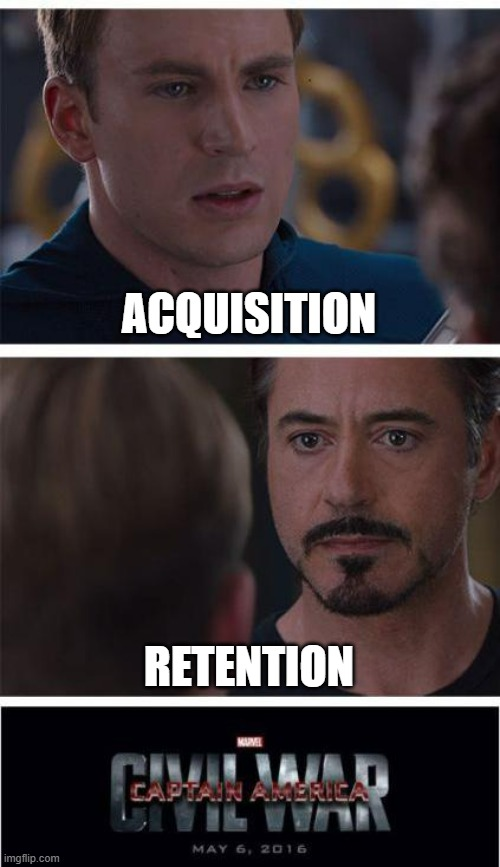 ACQUISITION
RETENTION
MARVEL
CIVIL WAR
CAPTAIN AMERICA
MAY 6, 2016
imgflip.com